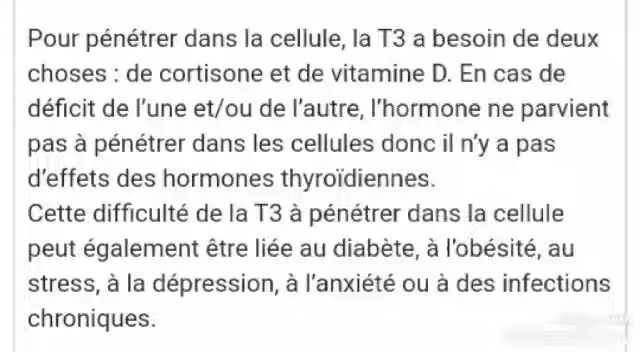 Pour pénétrer dans la cellule, la T3 a besoin de deux
choses : de cortisone et de vitamine D. En cas de
déficit de l'une et/ou de l'autre, l'hormone ne parvient
pas à pénétrer dans les cellules donc il n'y a pas
d'effets des hormones thyroïdiennes.
Cette difficulté de la T3 à pénétrer dans la cellule
peut également être liée au diabète, à l'obésité, au
stress, à la dépression, à l'anxiété ou à des infections
chroniques.